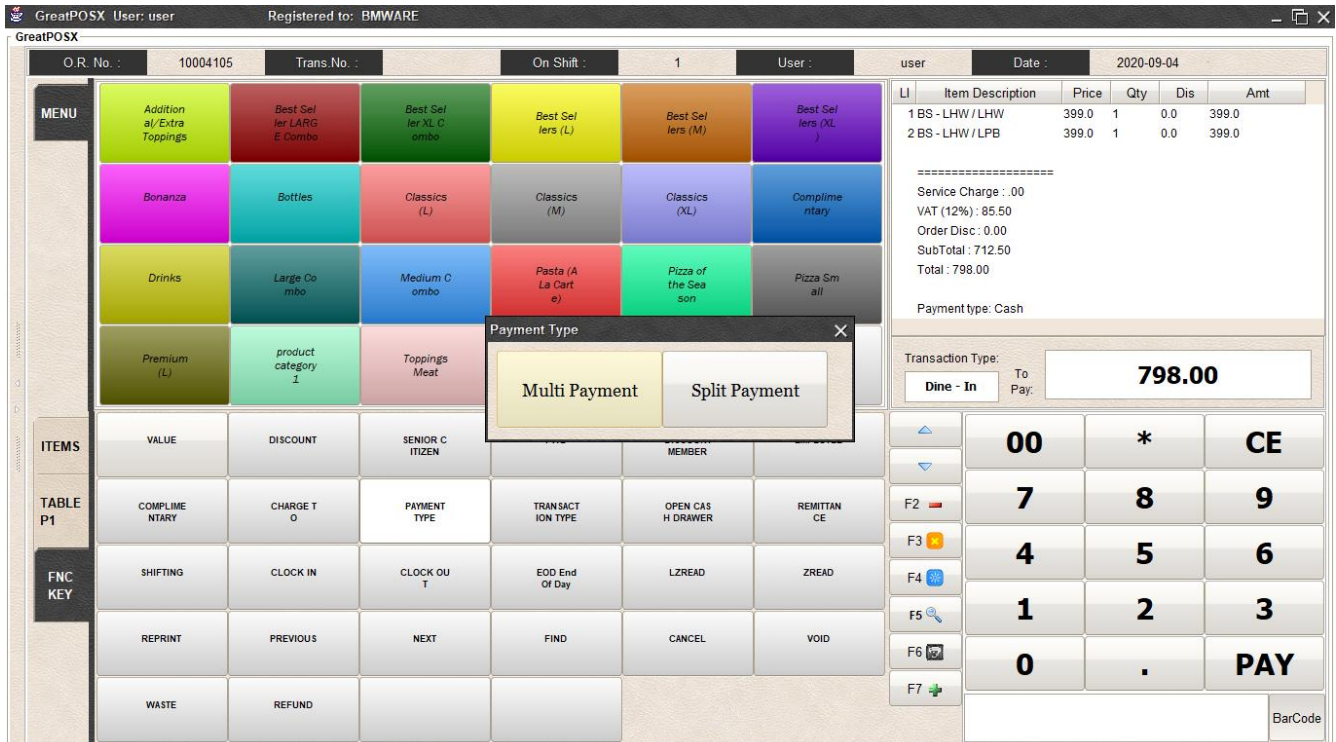 GreatPOSX User: user Registered to: BMWARE
GreatPOSX
O.R. No. : 10004105 Trans.No. : On Shift : 1 User : user Date : 2020-09-04
MENU
Addition
al/Extra
Toppings
Best Sel
ler LARG
E Combo
Best Sel
ler XL C
ombo
Best Sel
lers (L)
Best Sel
lers (M)
Best Sel
lers (XL
)
Bonanza
Bottles
Classics
(L)
Classics
(M)
Classics
(XL)
Complime
ntary
Drinks
Large Co
mbo
Medium C
ombo
Pasta (A
La Cart
e)
Pizza of
the Sea
son
Pizza Sm
all
Premium
(L)
product
category
1
Toppings
Meat
Payment Type
Multi Payment
Split Payment
LI Item Description Price Qty Dis Amt
1 BS - LHW / LHW 399.0 1 0.0 399.0
2 BS - LHW / LPB 399.0 1 0.0 399.0
====================
Service Charge : .00
VAT (12%) : 85.50
Order Disc : 0.00
SubTotal : 712.50
Total : 798.00
Payment type: Cash
Transaction Type:
Dine - In
To
Pay:
798.00
ITEMS
TABLE
P1
FNC
KEY
VALUE
DISCOUNT
SENIOR C
ITIZEN
MEMBER
COMPLIME
NTARY
CHARGE T
O
PAYMENT
TYPE
TRANSACT
ION TYPE
OPEN CAS
H DRAWER
REMITTAN
CE
SHIFTING
CLOCK IN
CLOCK OU
T
EOD End
Of Day
LZREAD
ZREAD
REPRINT
PREVIOUS
NEXT
FIND
CANCEL
VOID
WASTE
REFUND
F2
F3
F4
F5
F6
F7
00 * CE
7 8 9
4 5 6
1 2 3
0 . PAY
BarCode